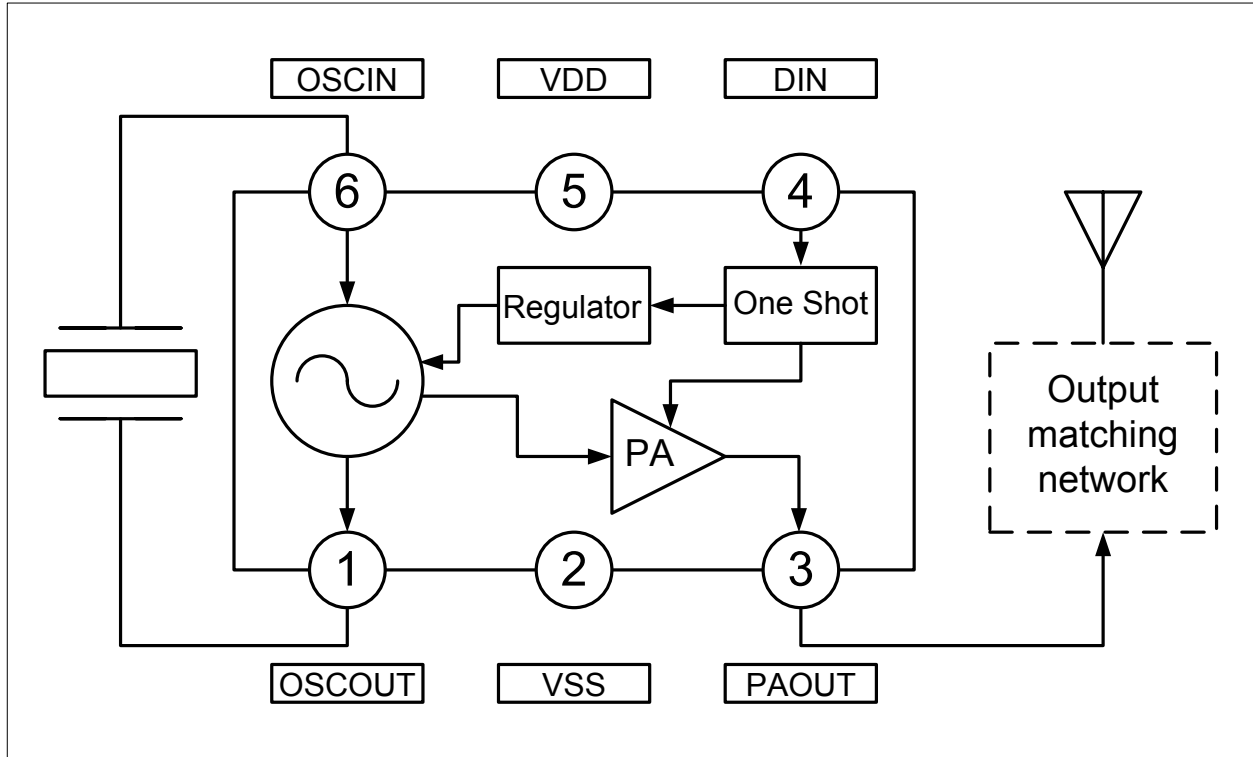 OSCIN
VDD
DIN
6
5
4
Regulator
One Shot
PA
Output
matching
network
1
2
3
OSCOUT
VSS
PAOUT